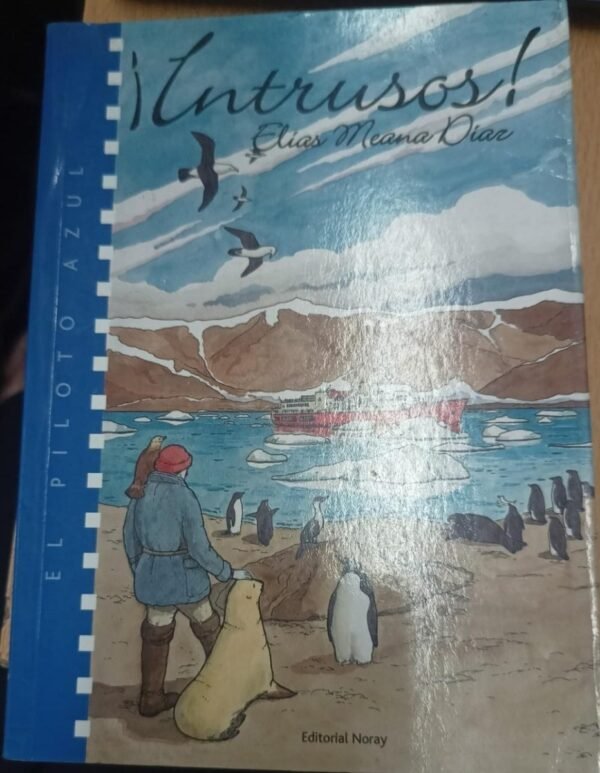 ¡Intrusos!
Elías Meana Díaz
EL PILOTO AZUL
Editorial Noray